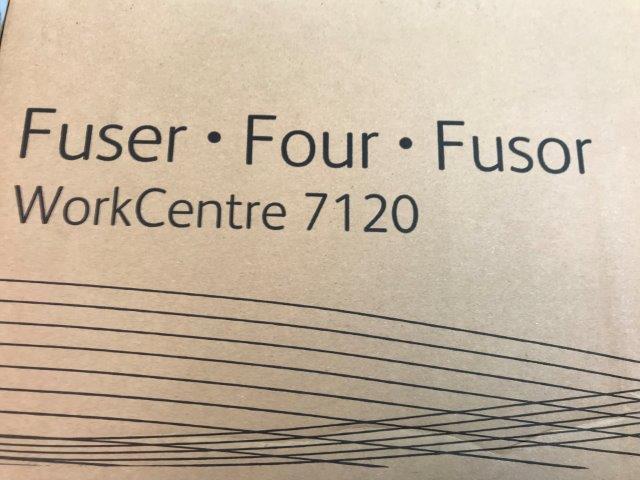 Fuser • Four • Fusor
WorkCentre 7120